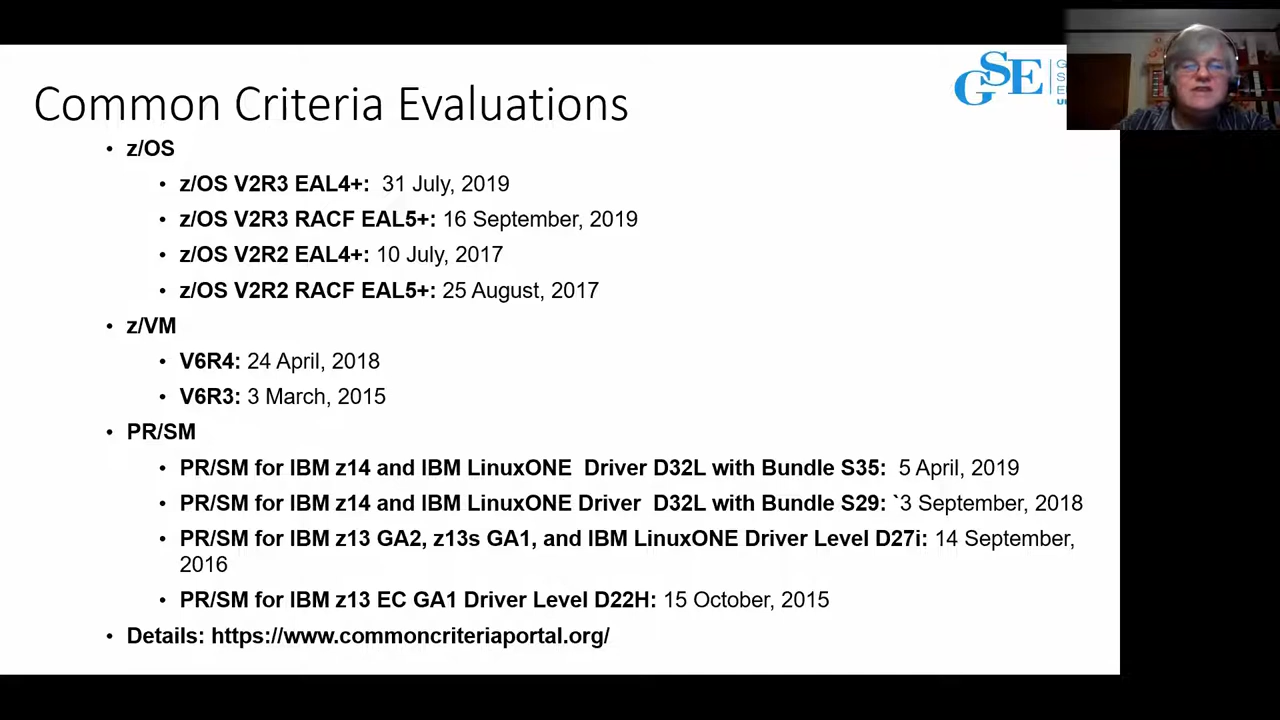 Common Criteria Evaluations
GSE
G
S
E
U
• z/OS
• z/OS V2R3 EAL4+: 31 July, 2019
• z/OS V2R3 RACF EAL5+: 16 September, 2019
• z/OS V2R2 EAL4+: 10 July, 2017
• z/OS V2R2 RACF EAL5+: 25 August, 2017
• z/VM
• V6R4: 24 April, 2018
• V6R3: 3 March, 2015
• PR/SM
• PR/SM for IBM z14 and IBM LinuxONE Driver D32L with Bundle S35: 5 April, 2019
• PR/SM for IBM z14 and IBM LinuxONE Driver D32L with Bundle S29: `3 September, 2018
• PR/SM for IBM z13 GA2, z13s GA1, and IBM LinuxONE Driver Level D27i: 14 September,
2016
• PR/SM for IBM z13 EC GA1 Driver Level D22H: 15 October, 2015
• Details: https://www.commoncriteriaportal.org/